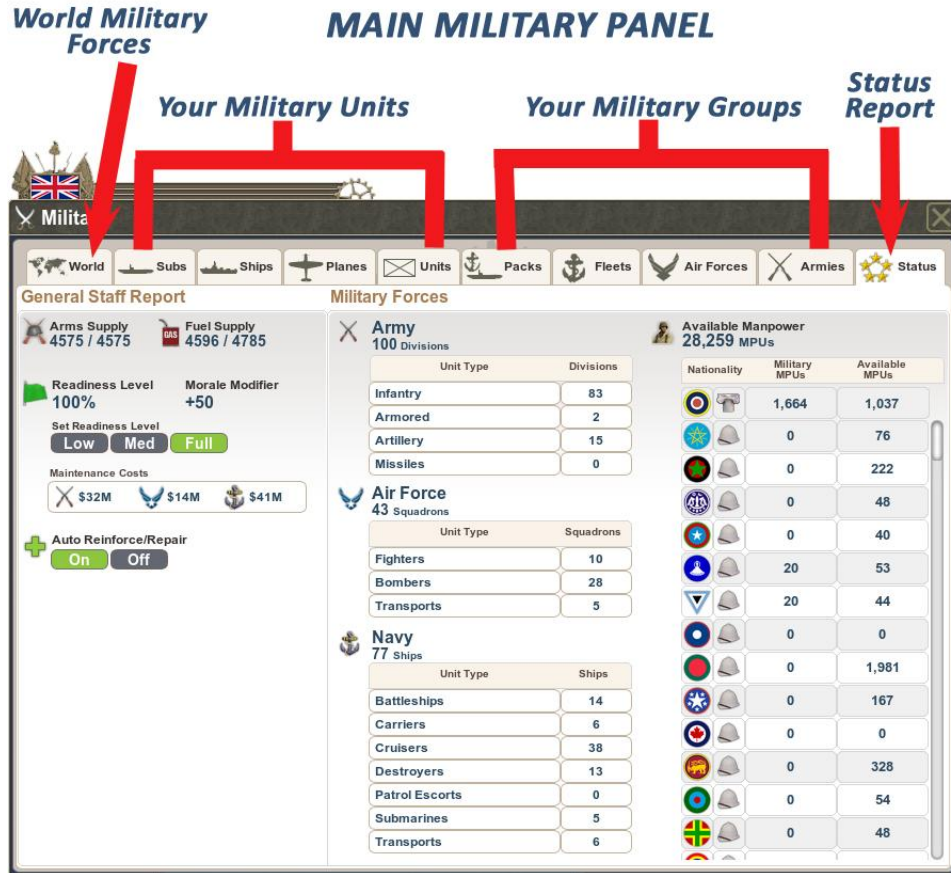 World Military
Forces
MAIN MILITARY PANEL
Your Military Units
Your Military Groups
Status
Report
Milita
World
Subs
Ships
Planes
Units
Packs
Fleets
Air Forces
Armies
Status
General Staff Report
Military Forces
Arms Supply
4575 / 4575
GAS
Fuel Supply
4596 / 4785
Readiness Level
100%
Morale Modifier
+50
Set Readiness Level
Low Med Full
Maintenance Costs
$32M $14M $41M
Auto Reinforce/Repair
On Off
Army
100 Divisions
Unit Type Divisions
Infantry 83
Armored 2
Artillery 15
Missiles 0
Air Force
43 Squadrons
Unit Type Squadrons
Fighters 10
Bombers 28
Transports 5
Navy
77 Ships
Unit Type Ships
Battleships 14
Carriers 6
Cruisers 38
Destroyers 13
Patrol Escorts 0
Submarines 5
Transports 6
Available Manpower
28,259 MPUs
Nationality Military MPUs Available MPUs
1,664 1,037
0 76
0 222
0 48
0 40
20 53
20 44
0 0
0 1,981
0 167
0 0
0 328
0 54
0 48